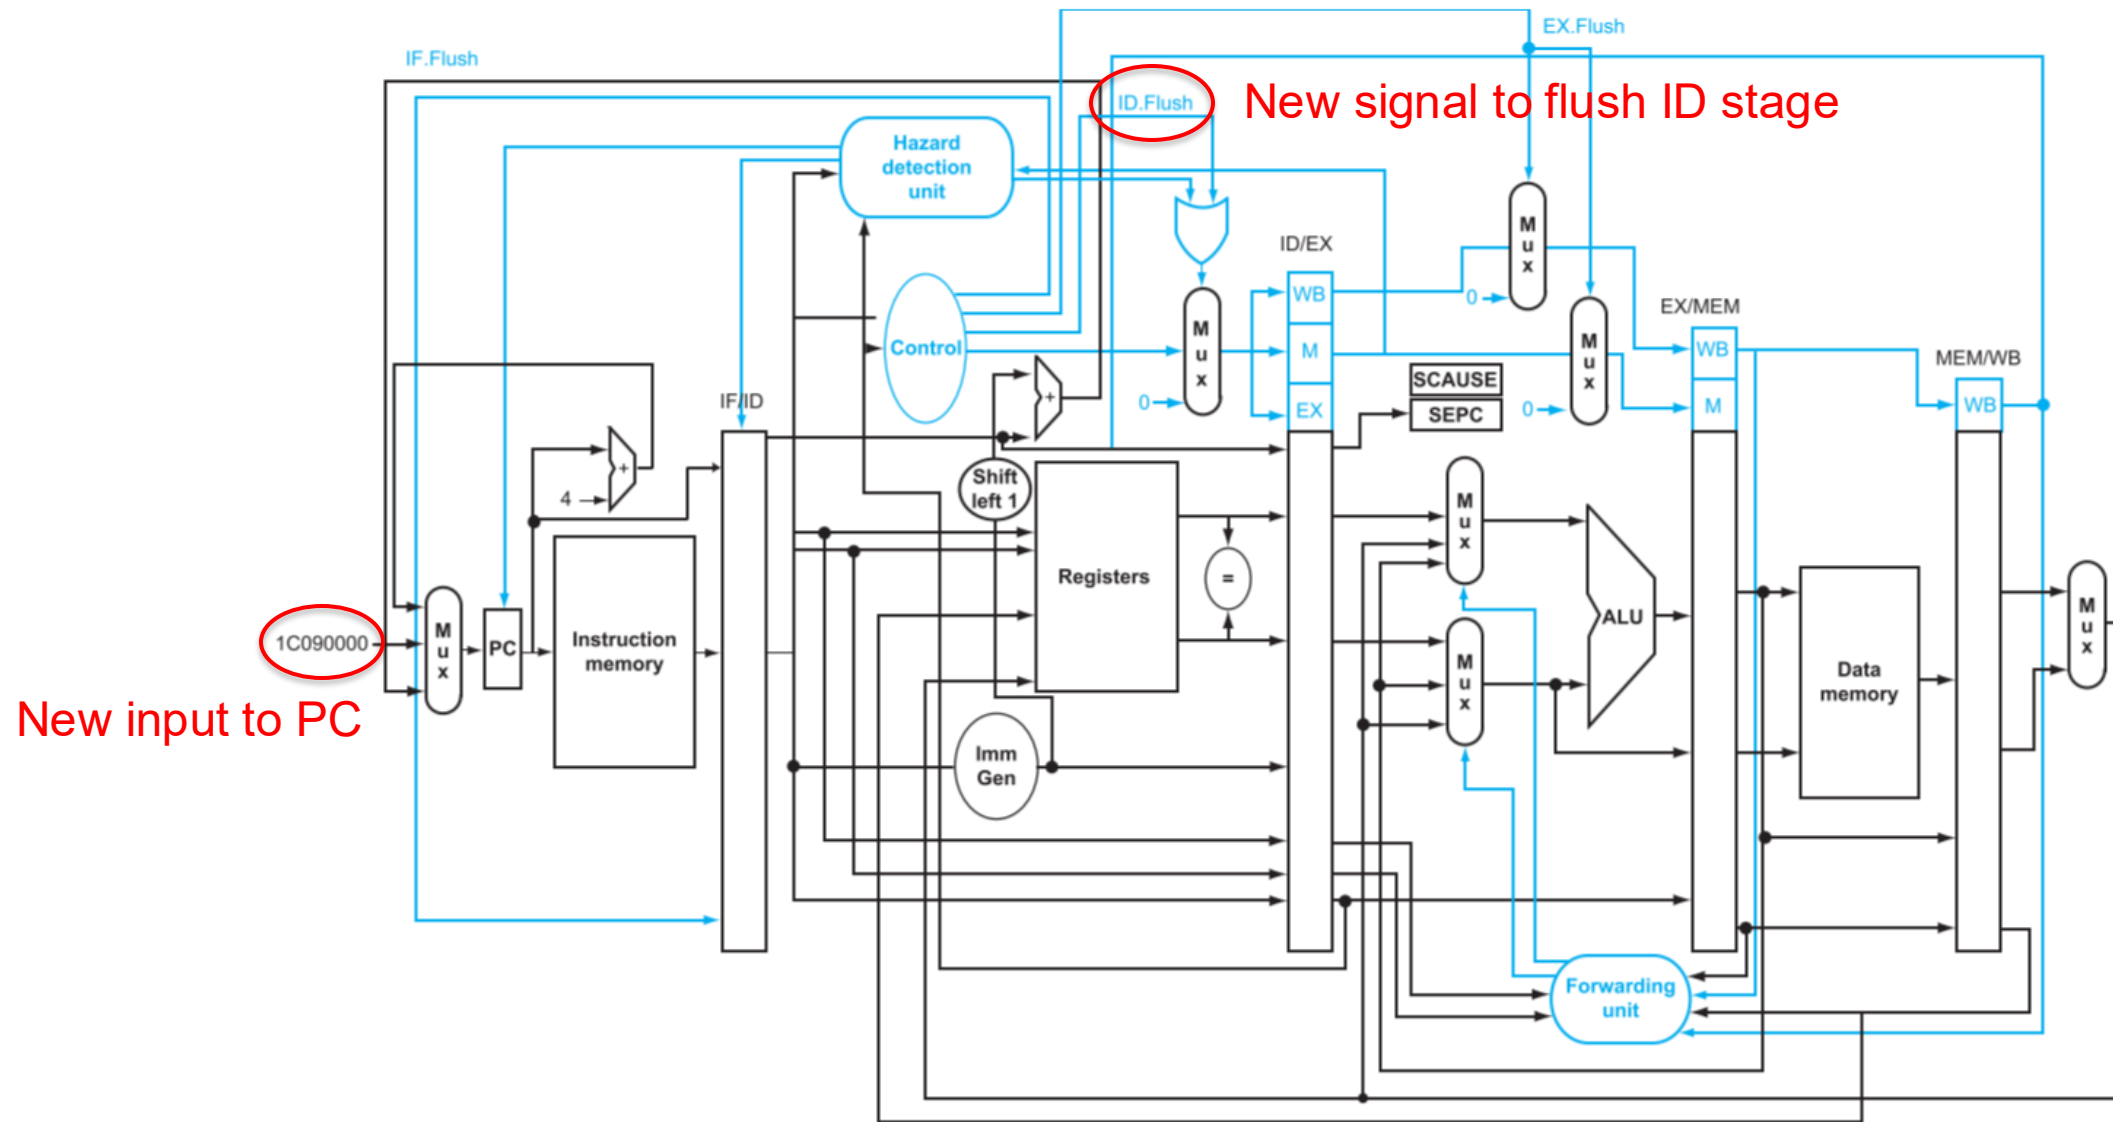 EX.Flush
IF.Flush
ID.Flush
New signal to flush ID stage
Hazard
detection
unit
M
u
x
ID/EX
WB
0
EX/MEM
M
u
x
Control
M
u
x
M
WB
MEM/WB
SCAUSE
0
EX
IF/ID
+
SEPC
0
M
WB
+
4
Shift
left 1
M
u
x
Registers
=
M
u
x
1C090000
M
u
x
PC
Instruction
memory
ALU
M
u
x
Data
memory
New input to PC
Imm
Gen
Forwarding
unit